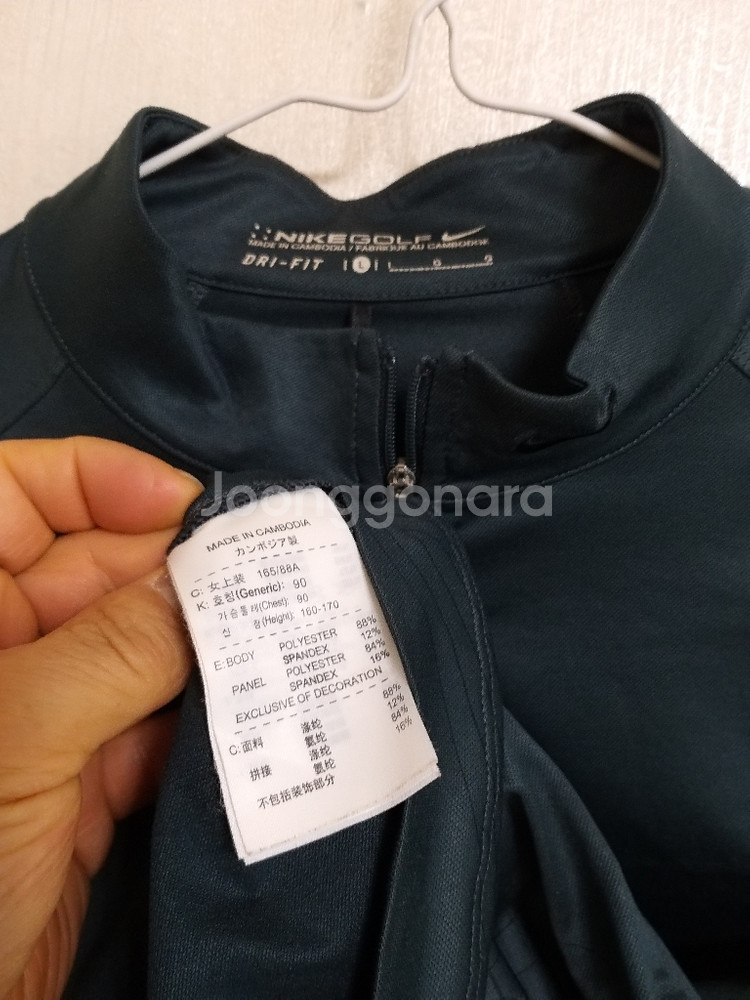 NIKEGOLF
MADE IN CAMBODIA / FABRIQUE AU CAMBODGE
DRI-FIT L
Joonggonara
MADE IN CAMBODIA
カンボジア製
C: 女上装 165/88A
K: 호칭(Generic): 90
가슴둘레(Chest): 90
신 장(Height): 160-170
E: BODY POLYESTER 88%
SPANDEX 12%
PANEL POLYESTER 84%
SPANDEX 16%
EXCLUSIVE OF DECORATION
C: 面料 涤纶 88%
氨纶 12%
拼接 涤纶 84%
氨纶 16%
不包括装饰部分